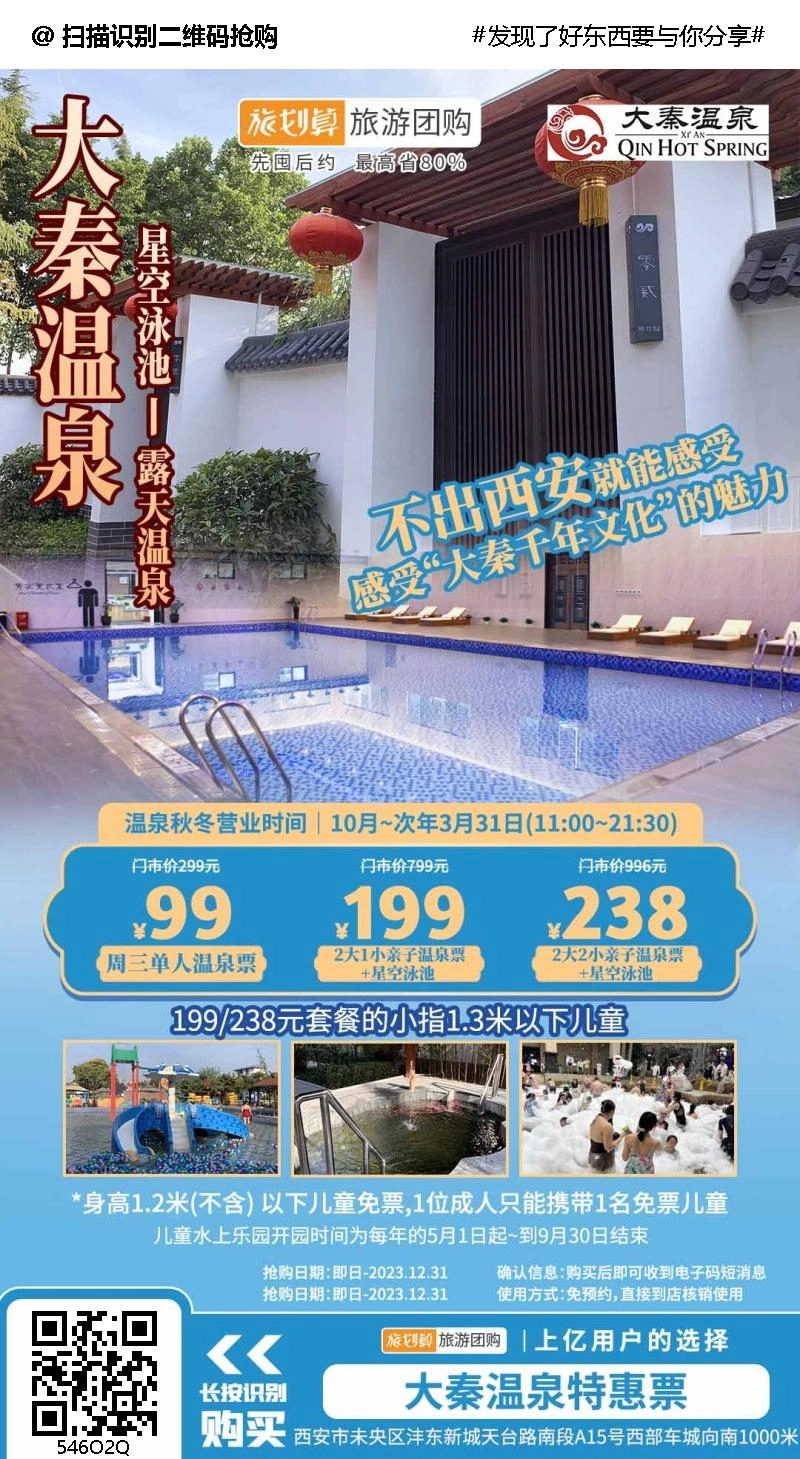 @ 扫描识别二维码抢购
#发现了好东西要与你分享#
旅划算 旅游团购
先囤后约 最高省80%
大秦温泉
XI'AN
QIN HOT SPRING
大秦温泉
星空泳池—露天温泉
不出西安就能感受
感受“大秦千年文化”的魅力
温泉秋冬营业时间｜10月~次年3月31日(11:00~21:30)
门市价299元
¥99
周三单人温泉票
门市价799元
¥199
2大1小亲子温泉票
+星空泳池
门市价996元
¥238
2大2小亲子温泉票
+星空泳池
199/238元套餐的小指1.3米以下儿童
*身高1.2米(不含) 以下儿童免票,1位成人只能携带1名免票儿童
儿童水上乐园开园时间为每年的5月1日起~到9月30日结束
抢购日期:即日-2023.12.31
确认信息:购买后即可收到电子码短消息
抢购日期:即日-2023.12.31
使用方式:免预约,直接到店核销使用
546O2Q
长按识别
购买
旅划算 旅游团购 | 上亿用户的选择
大秦温泉特惠票
西安市未央区沣东新城天台路南段A15号西部车城向南1000米